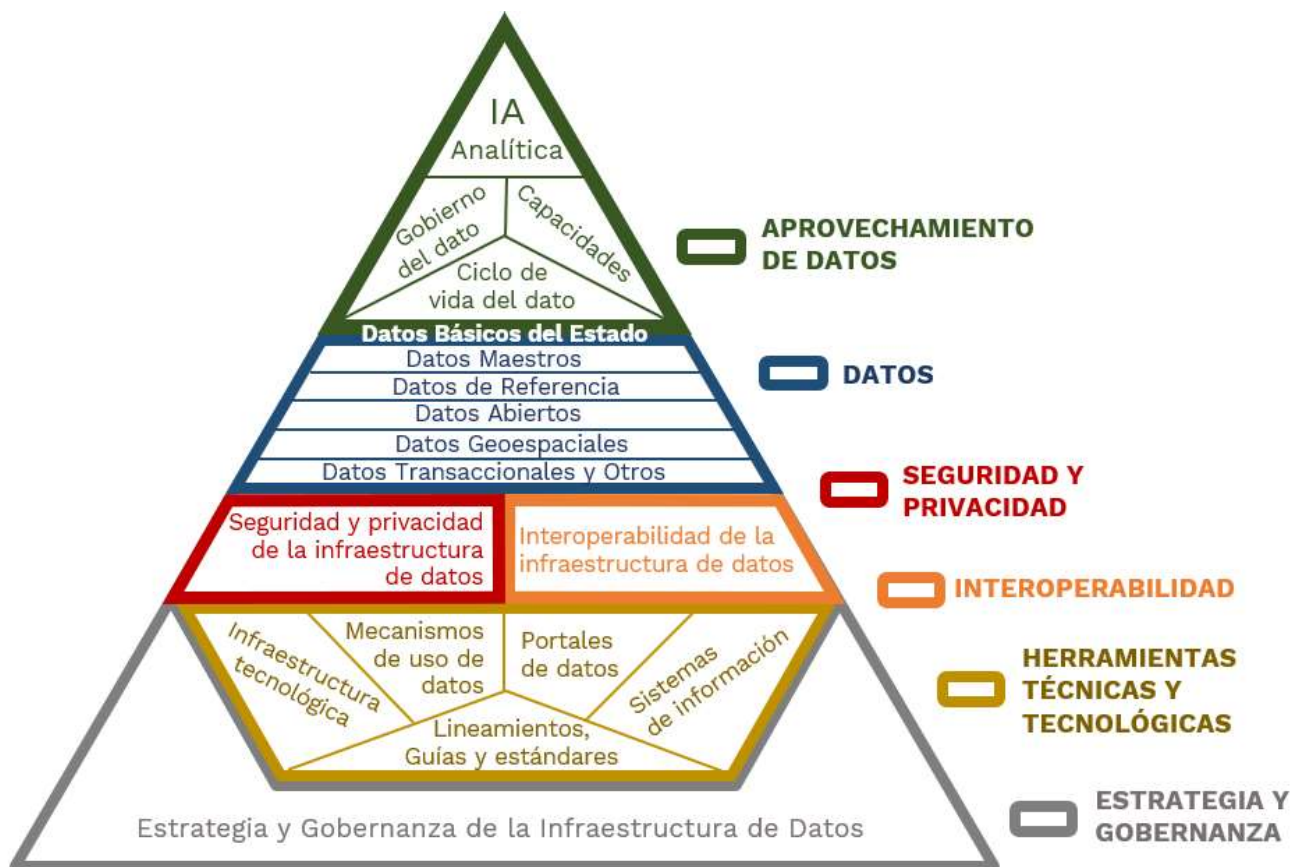 IA
Analítica
Gobierno
del dato
Capacidades
Ciclo de
vida del dato
Datos Básicos del Estado
Datos Maestros
Datos de Referencia
Datos Abiertos
Datos Geoespaciales
Datos Transaccionales y Otros
Seguridad y privacidad
de la infraestructura
de datos
Interoperabilidad de la
infraestructura de datos
Infraestructura
tecnológica
Mecanismos
de uso de
datos
Portales
de datos
Sistemas
de información
Lineamientos,
Guías y estándares
Estrategia y Gobernanza de la Infraestructura de Datos
APROVECHAMIENTO
DE DATOS
DATOS
SEGURIDAD Y
PRIVACIDAD
INTEROPERABILIDAD
HERRAMIENTAS
TÉCNICAS Y
TECNOLÓGICAS
ESTRATEGIA Y
GOBERNANZA